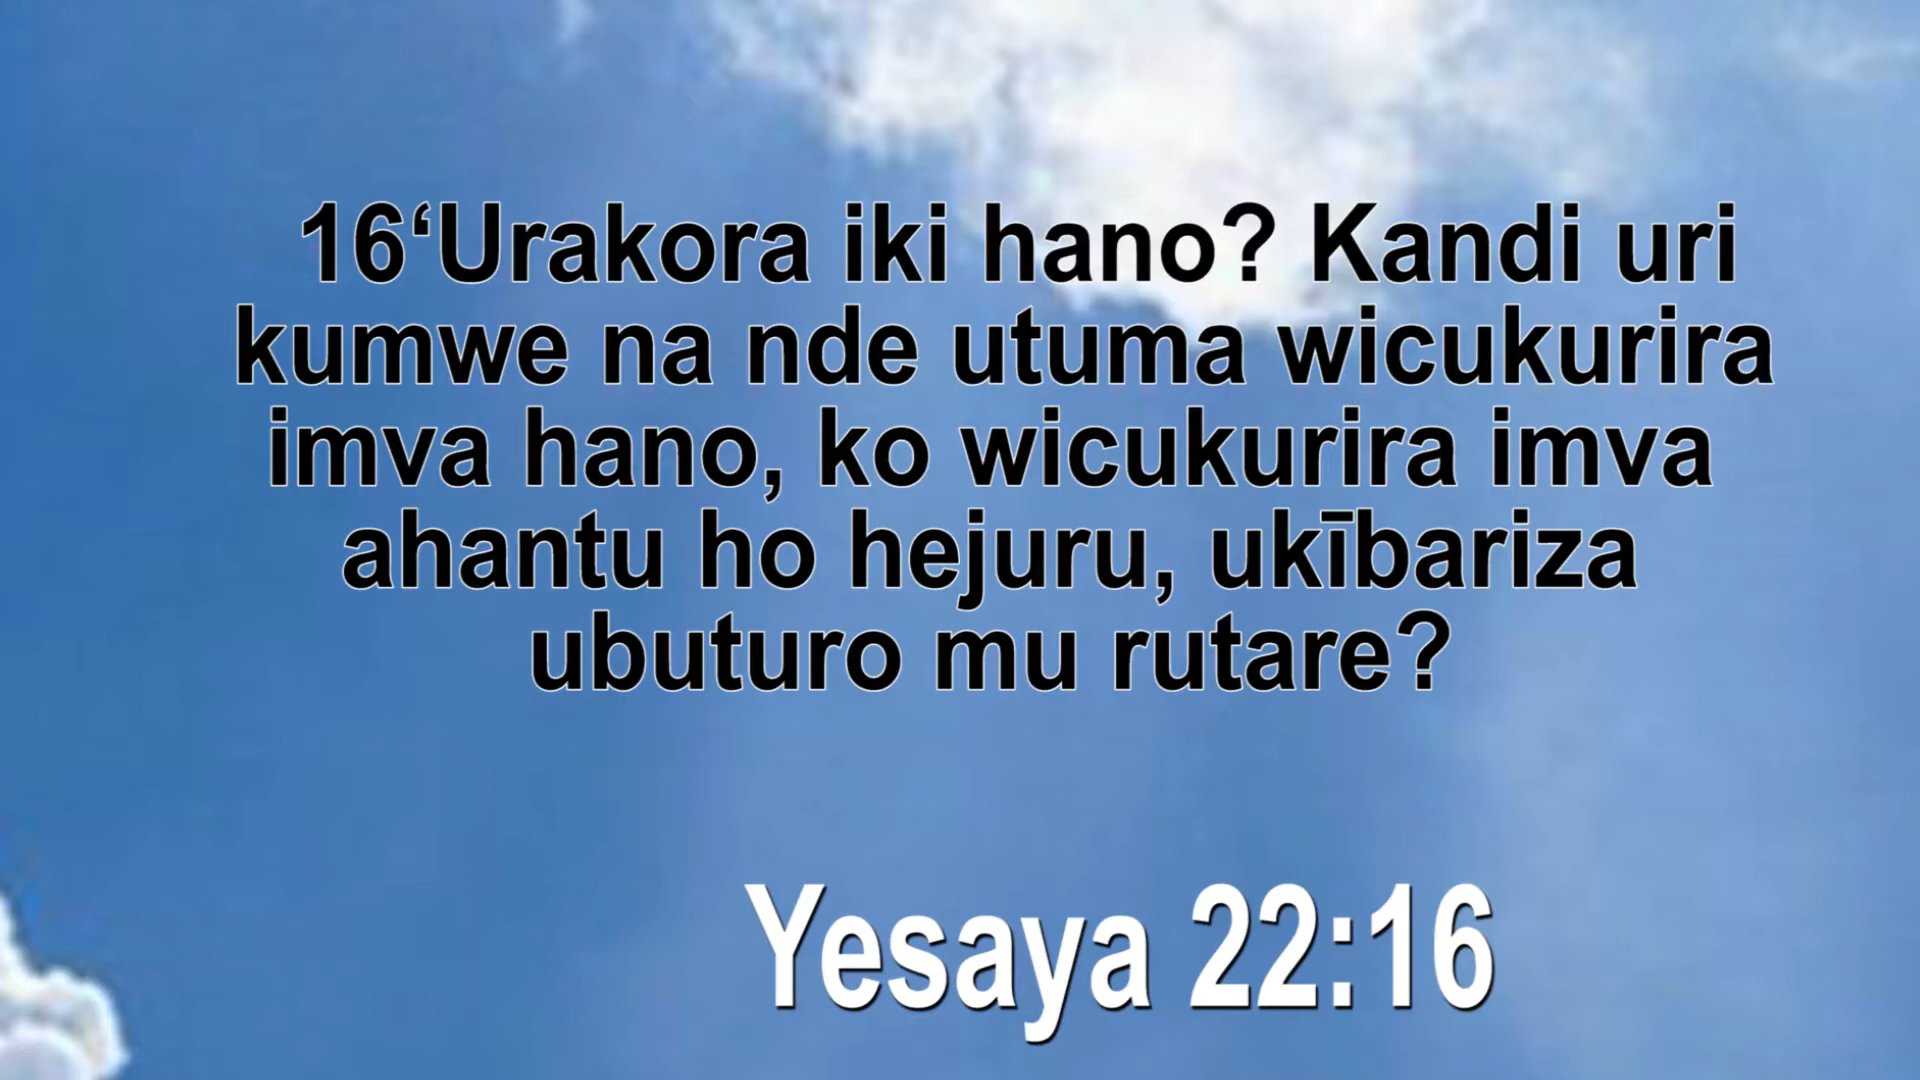 16‘Urakora iki hano? Kandi uri
kumwe na nde utuma wicukurira
imva hano, ko wicukurira imva
ahantu ho hejuru, ukībariza
ubuturo mu rutare?
Yesaya 22:16